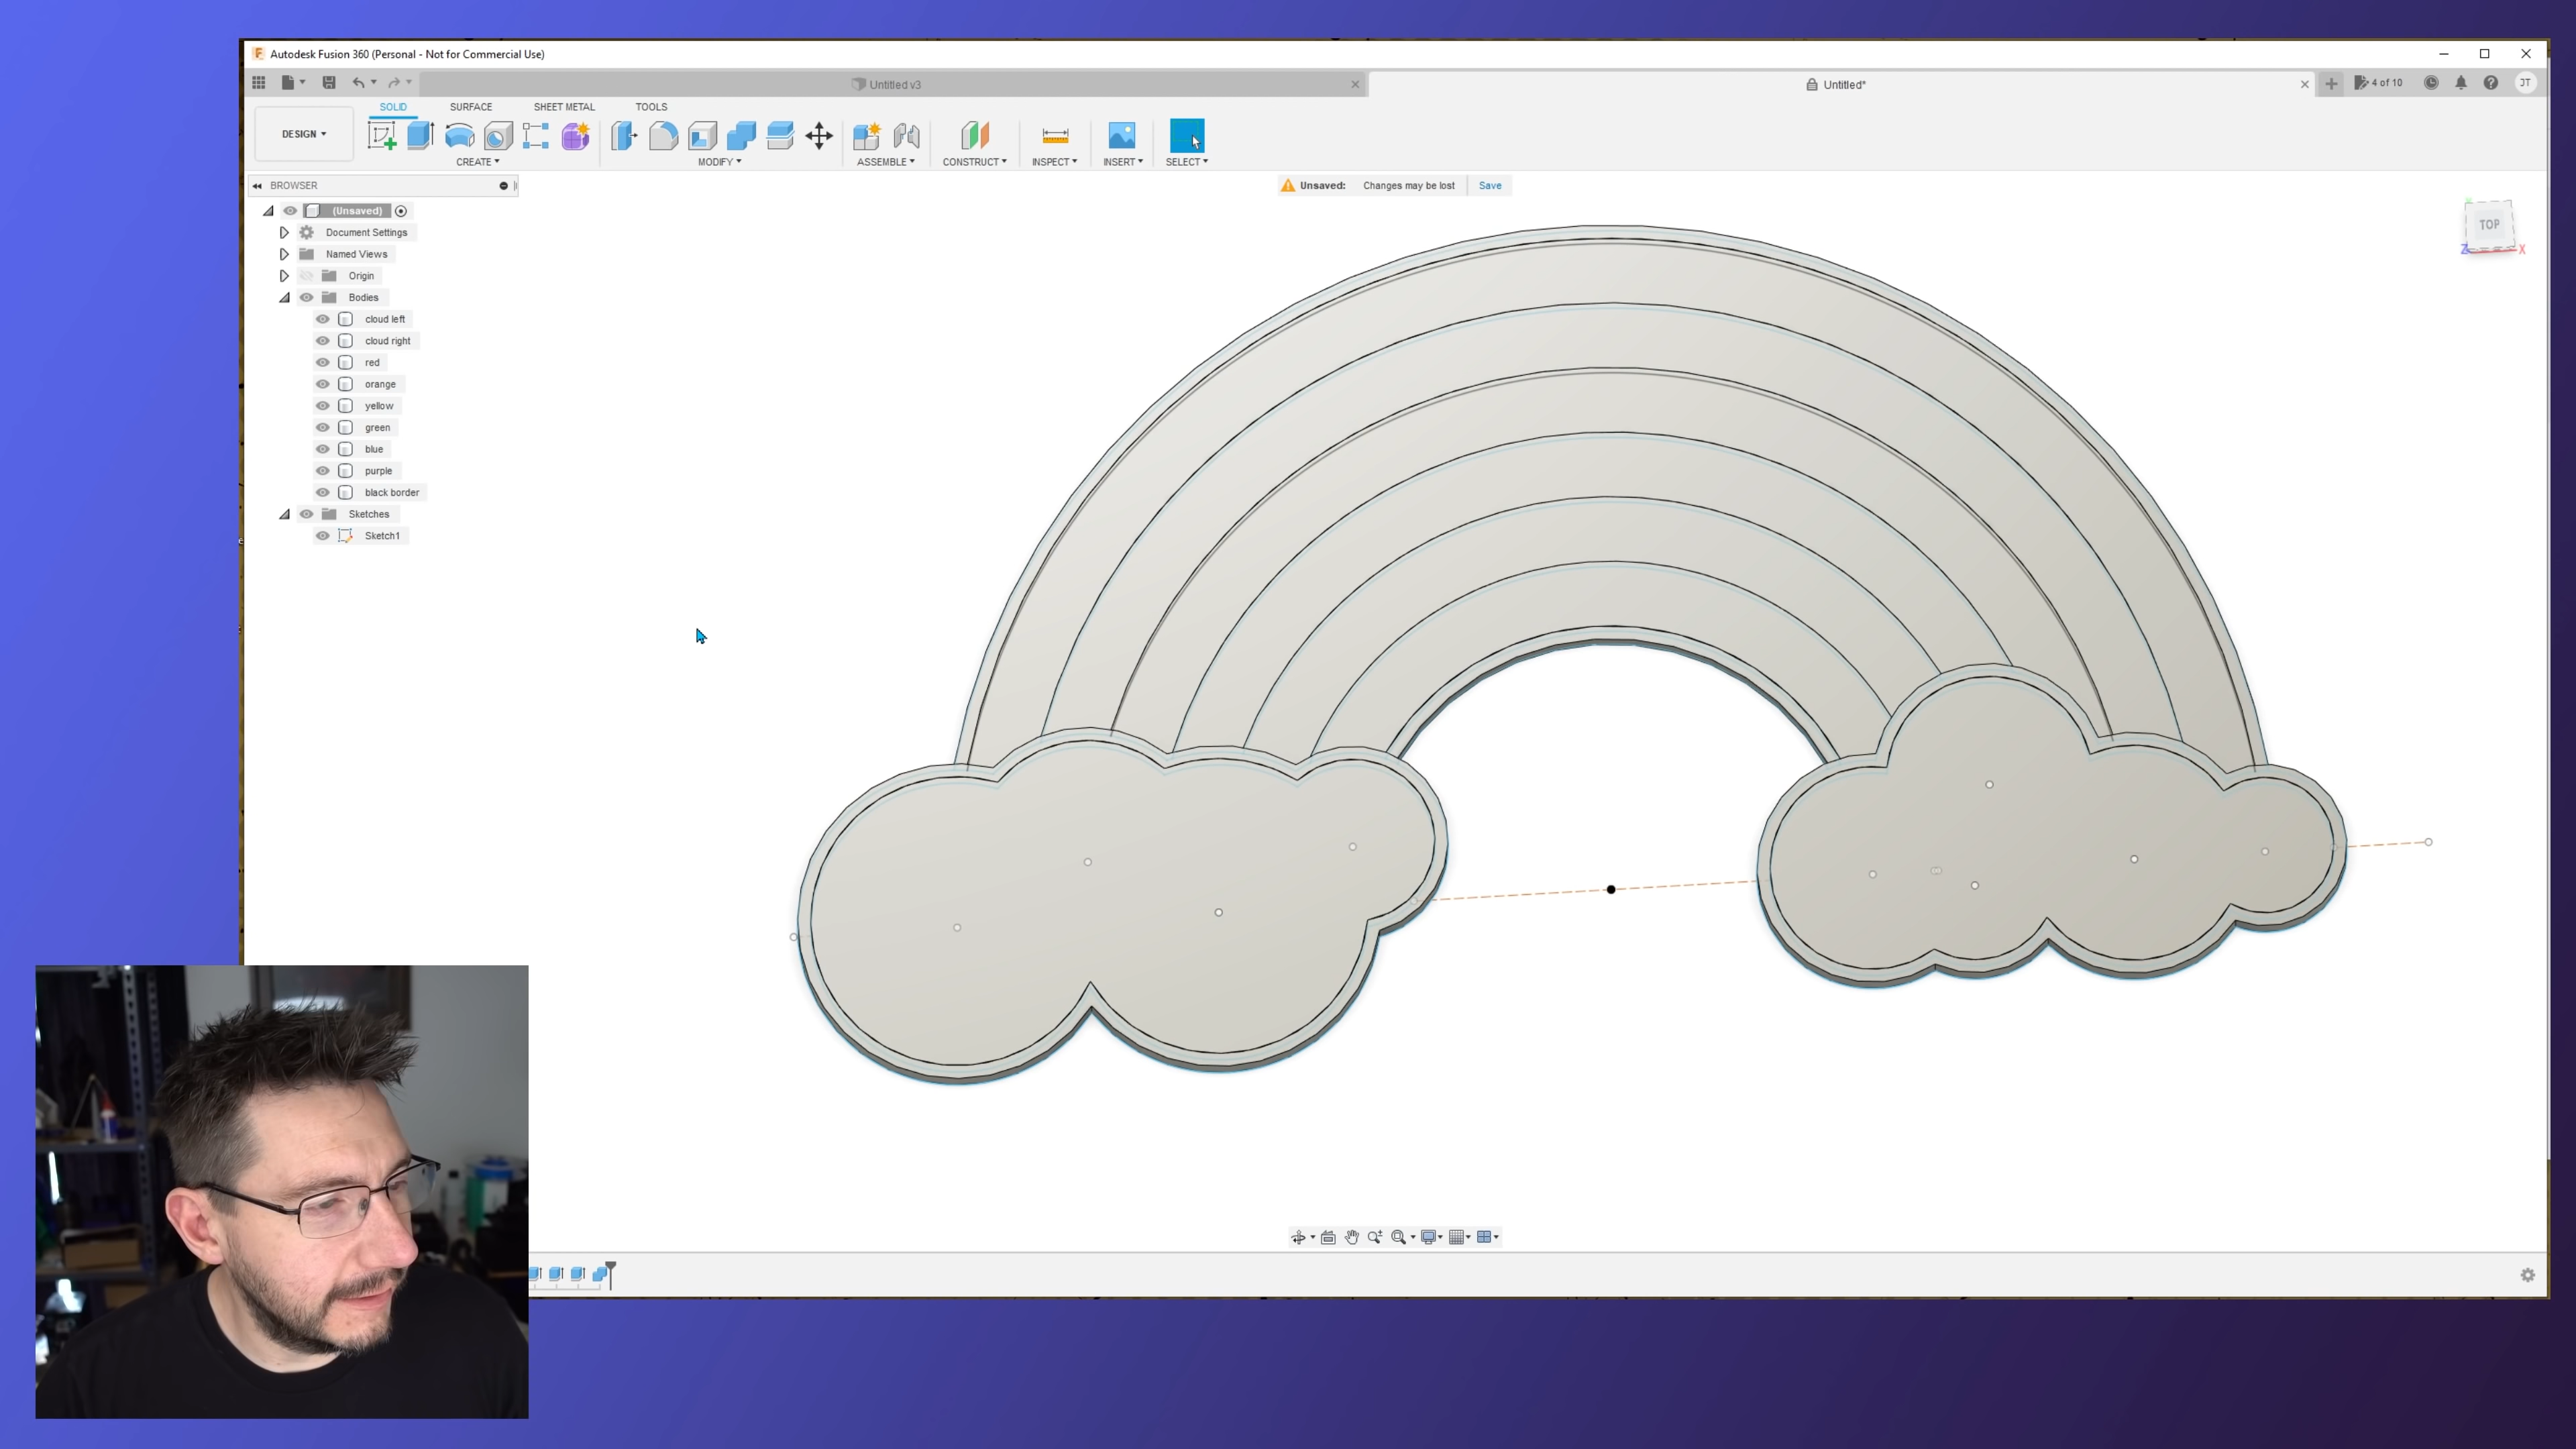 Autodesk Fusion 360 (Personal - Not for Commercial Use)
Untitled v3
Untitled*
4 of 10
JT
SOLID
SURFACE
SHEET METAL
TOOLS
DESIGN
CREATE
MODIFY
ASSEMBLE
CONSTRUCT
INSPECT
INSERT
SELECT
BROWSER
Unsaved: Changes may be lost
Save
TOP
Z
X
(Unsaved)
Document Settings
Named Views
Origin
Bodies
cloud left
cloud right
red
orange
yellow
green
blue
purple
black border
Sketches
Sketch1